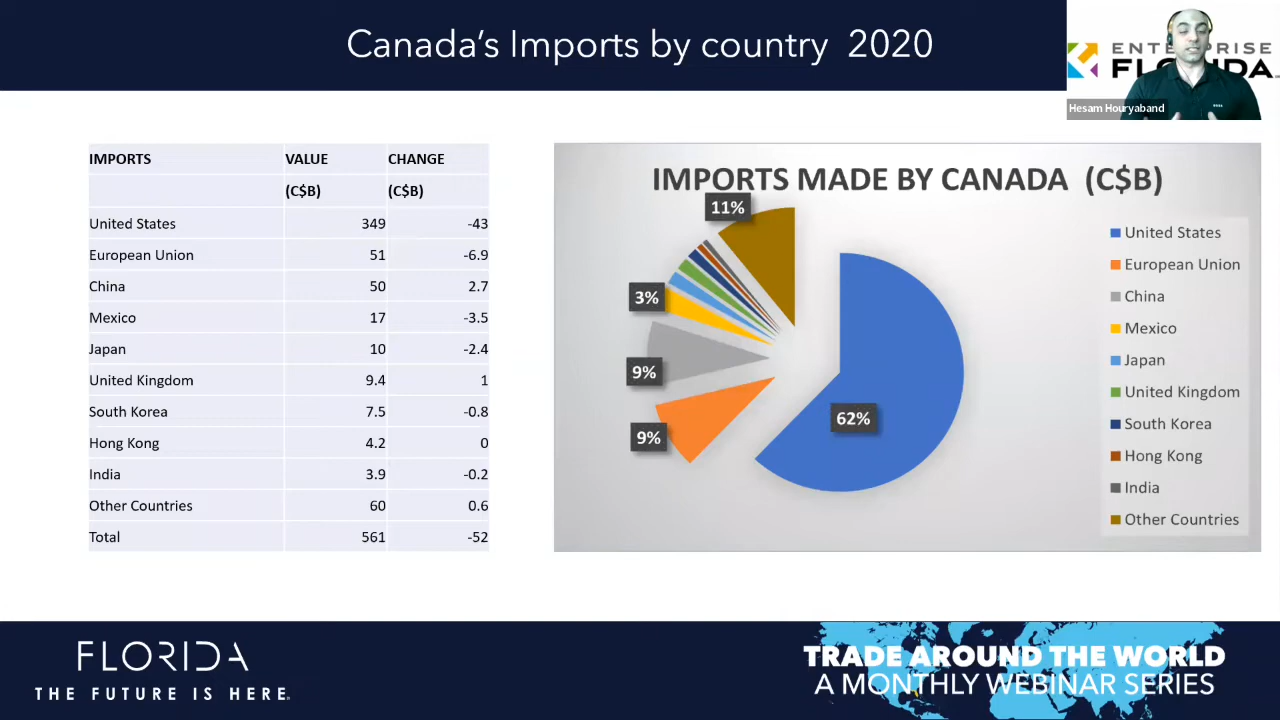 Canada's Imports by country 2020
ENTERPRISE
FLORIDA
Hesam Houryaband
IMPORTS VALUE CHANGE
(C$B) (C$B)
United States 349 -43
European Union 51 -6.9
China 50 2.7
Mexico 17 -3.5
Japan 10 -2.4
United Kingdom 9.4 1
South Korea 7.5 -0.8
Hong Kong 4.2 0
India 3.9 -0.2
Other Countries 60 0.6
Total 561 -52
IMPORTS MADE BY CANADA (C$B)
11%
3%
9%
9%
62%
United States
European Union
China
Mexico
Japan
United Kingdom
South Korea
Hong Kong
India
Other Countries
FLORIDA
THE FUTURE IS HERE.
TRADE AROUND THE WORLD
A MONTHLY WEBINAR SERIES